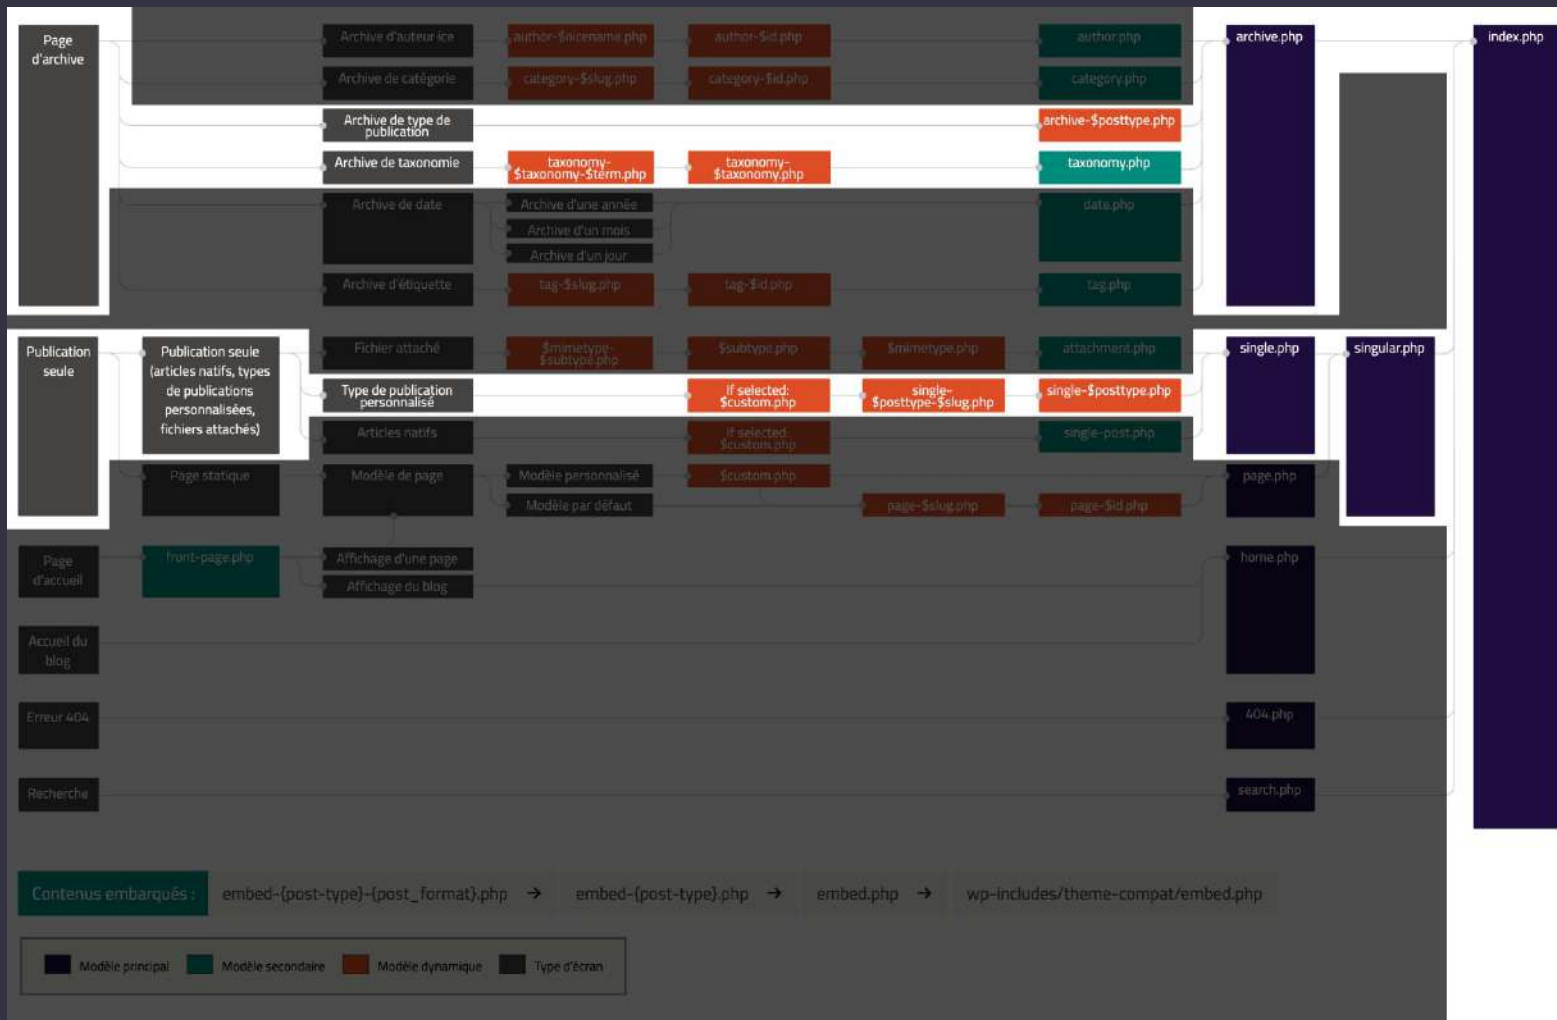 Page
d'archive
Archive d'auteur·ice
author-$nicename.php
author-$id.php
author.php
archive.php
index.php
Archive de catégorie
category-$slug.php
category-$id.php
category.php
Archive de type de
publication
archive-$posttype.php
Archive de taxonomie
taxonomy-
$taxonomy-$term.php
taxonomy-
$taxonomy.php
taxonomy.php
Archive de date
Archive d'une année
Archive d'un mois
Archive d'un jour
date.php
Archive d'étiquette
tag-$slug.php
tag-$id.php
tag.php
Publication
seule
Publication seule
(articles natifs, types
de publications
personnalisées,
fichiers attachés)
Fichier attaché
$mimetype-
$subtype.php
$subtype.php
$mimetype.php
attachment.php
single.php
singular.php
Type de publication
personnalisé
If selected:
$custom.php
single-
$posttype-$slug.php
single-$posttype.php
Articles natifs
If selected:
$custom.php
single-post.php
Page statique
Modèle de page
Modèle personnalisé
$custom.php
page.php
Modèle par défaut
page-$slug.php
page-$id.php
Page
d'accueil
front-page.php
Affichage d'une page
Affichage du blog
home.php
Accueil du
blog
Erreur 404
404.php
Recherche
search.php
Contenus embarqués :
embed-{post-type}-{post_format}.php →
embed-{post-type}.php →
embed.php →
wp-includes/theme-compat/embed.php
Modèle principal
Modèle secondaire
Modèle dynamique
Type d'écran